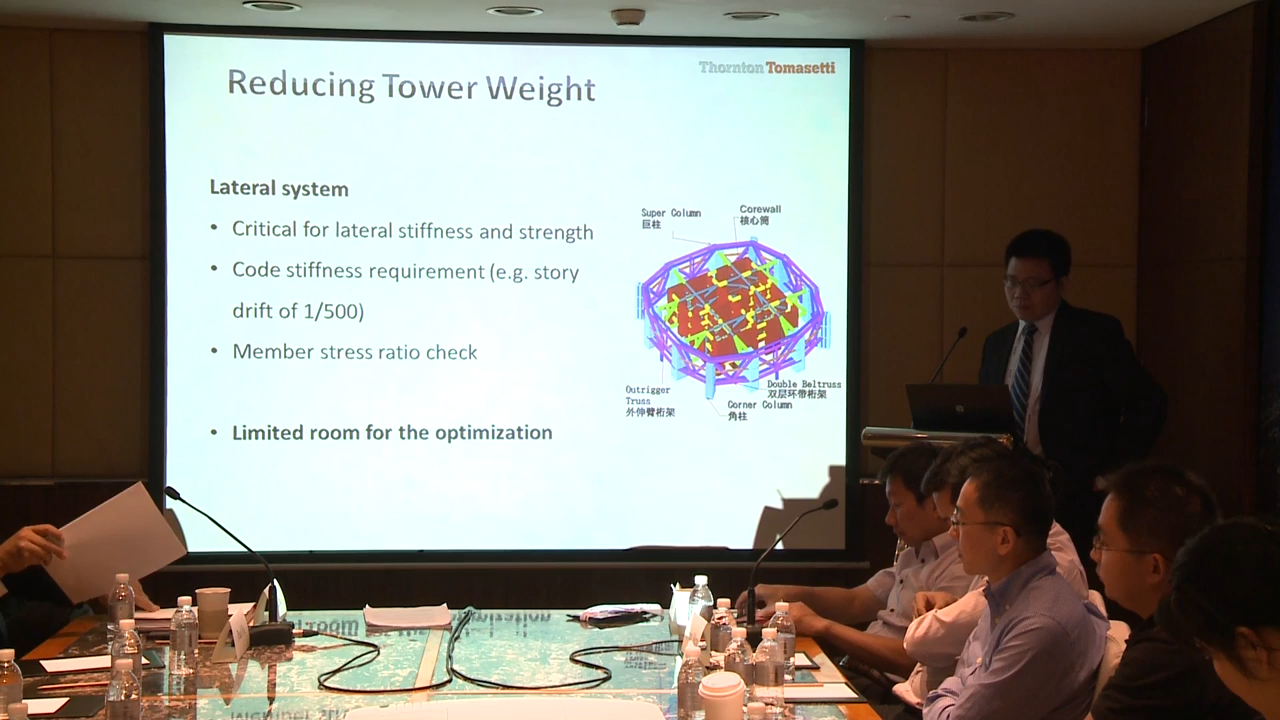 Thornton Tomasetti
Reducing Tower Weight
Lateral system
• Critical for lateral stiffness and strength
• Code stiffness requirement (e.g. story
drift of 1/500)
• Member stress ratio check
• Limited room for the optimization
Super Column
巨柱
Corewall
核心筒
Outrigger
Truss
外伸臂桁架
Double Beltruss
双层环带桁架
Corner Column
角柱